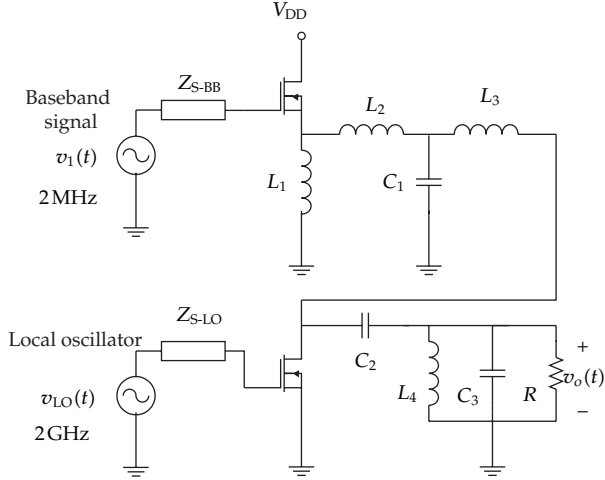 V_DD
Z_S-BB
Baseband
signal
v_1(t)
2 MHz
L_1
L_2
C_1
L_3
Z_S-LO
Local oscillator
v_LO(t)
2 GHz
C_2
L_4
C_3
R
+
v_o(t)
−